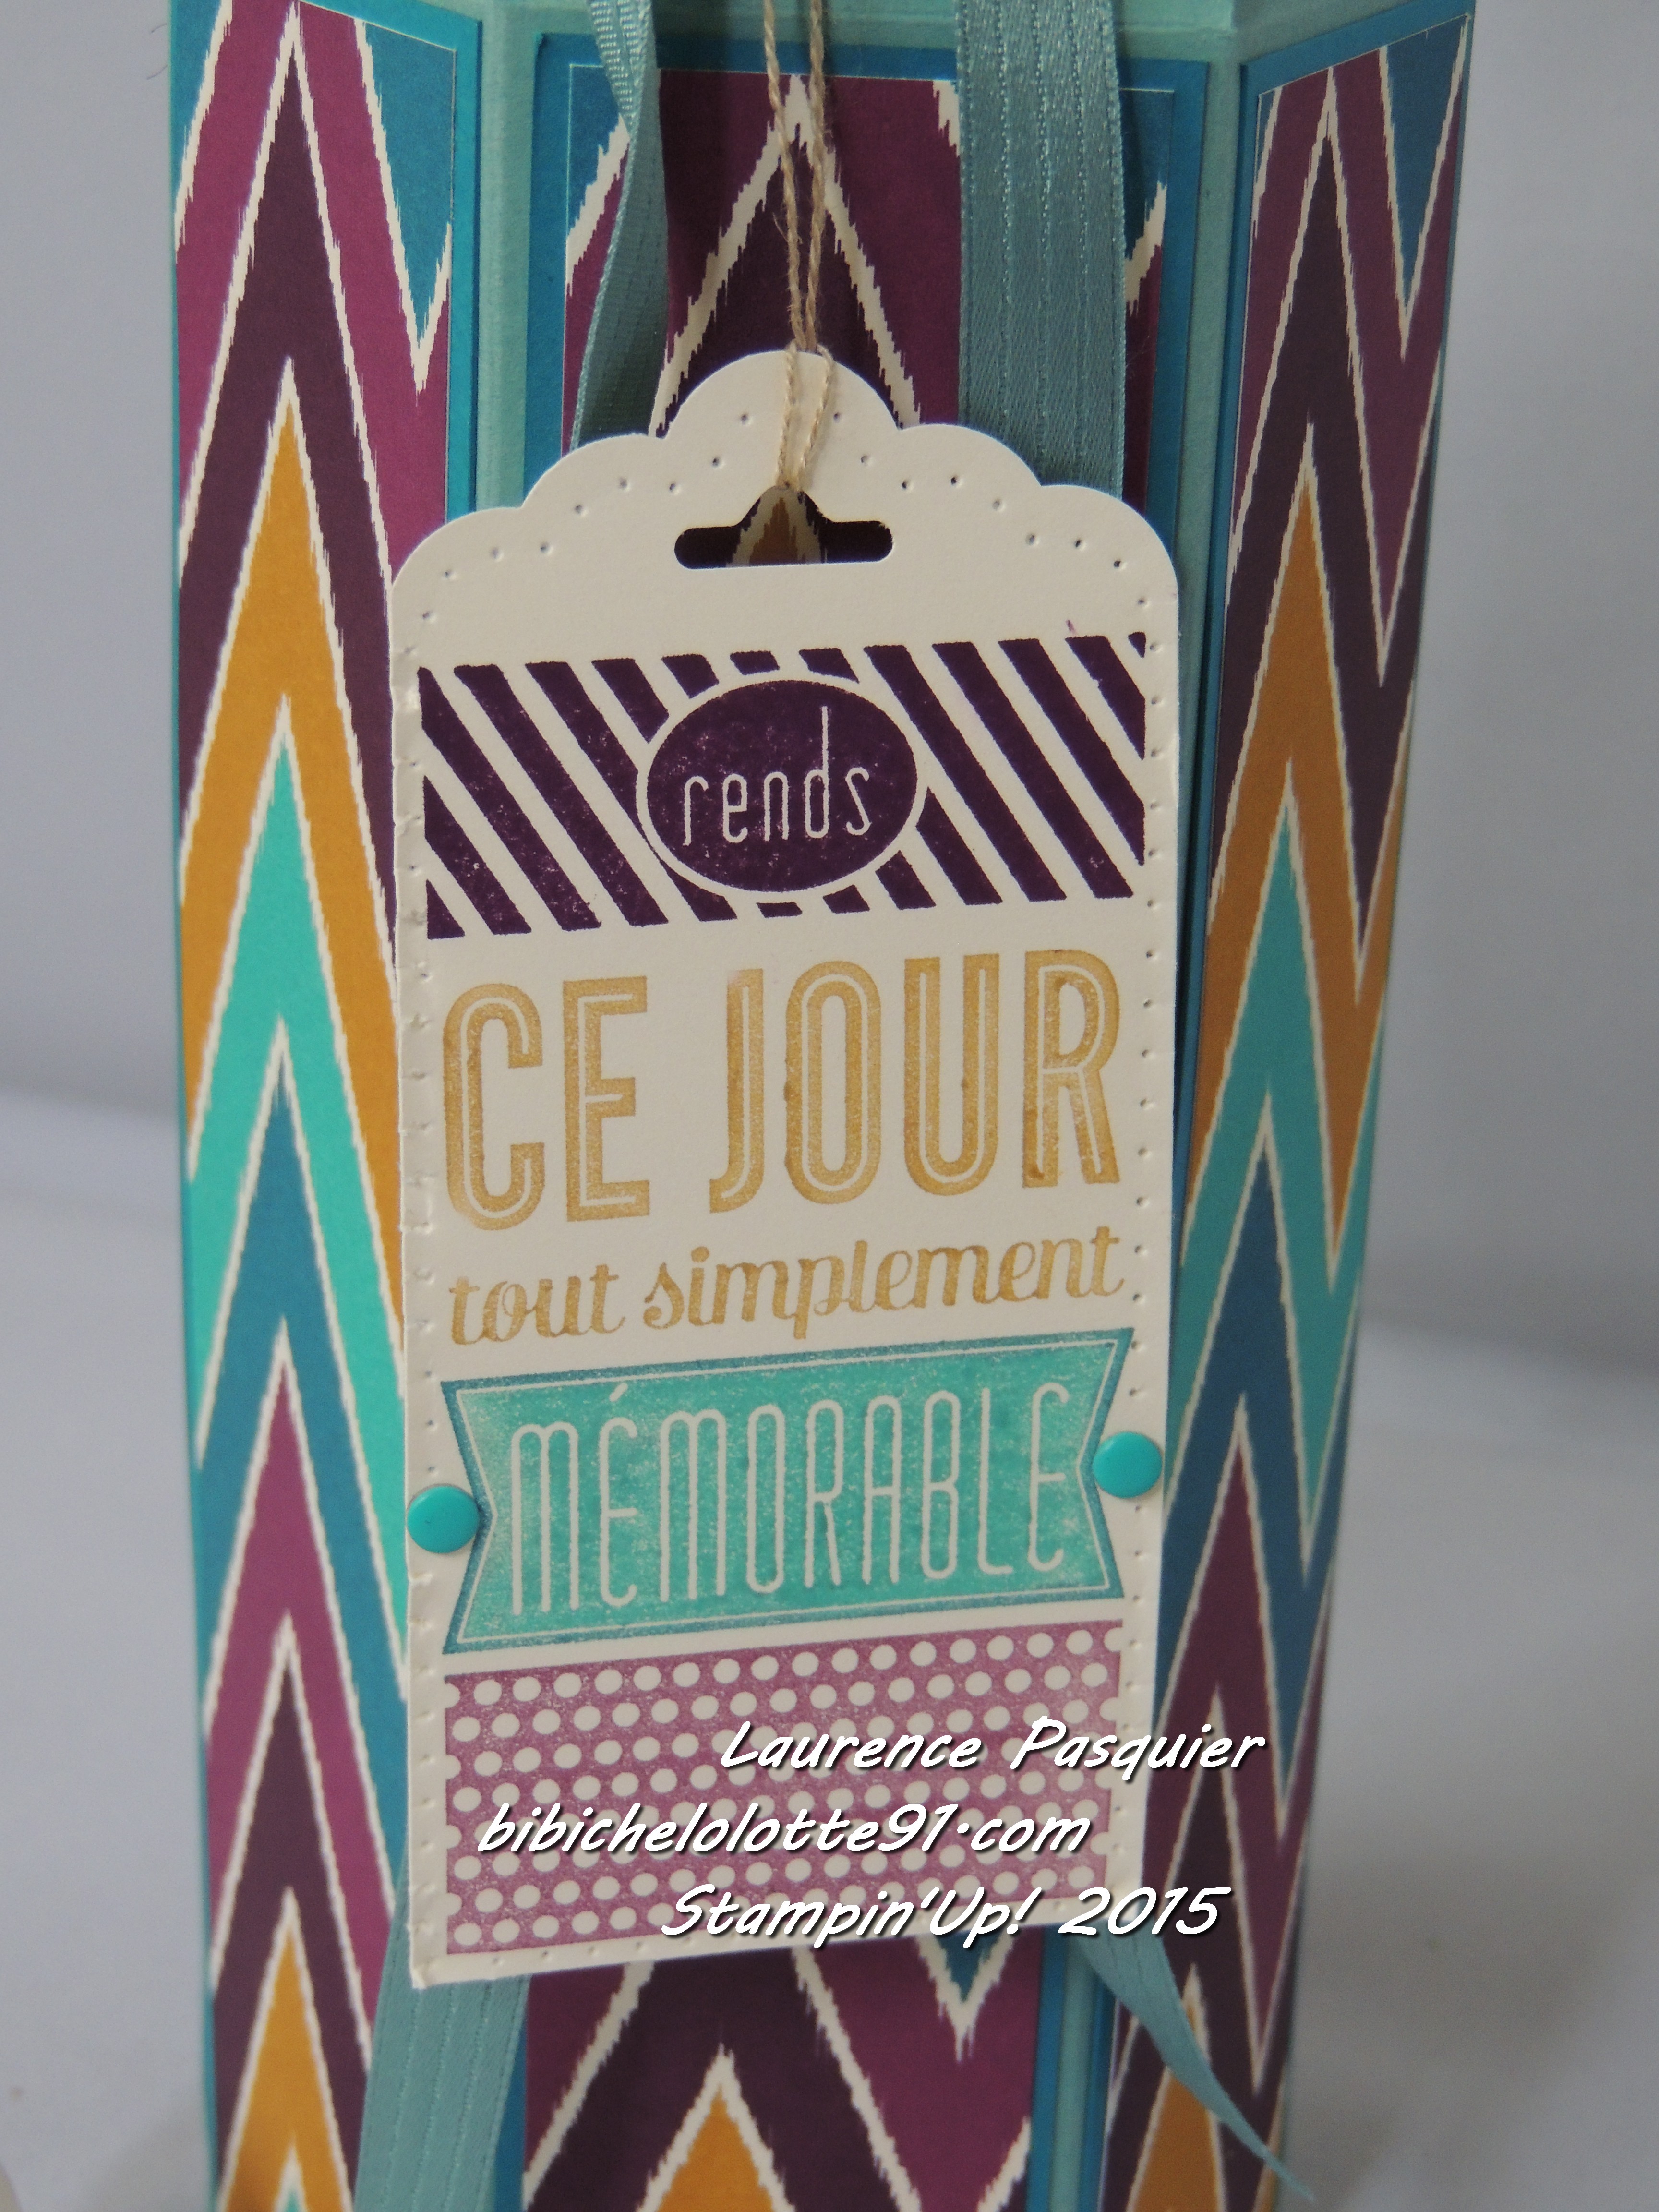 rends
CE JOUR
tout simplement
MÉMORABLE
Laurence Pasquier
bibichelolotte91.com
Stampin'Up! 2015